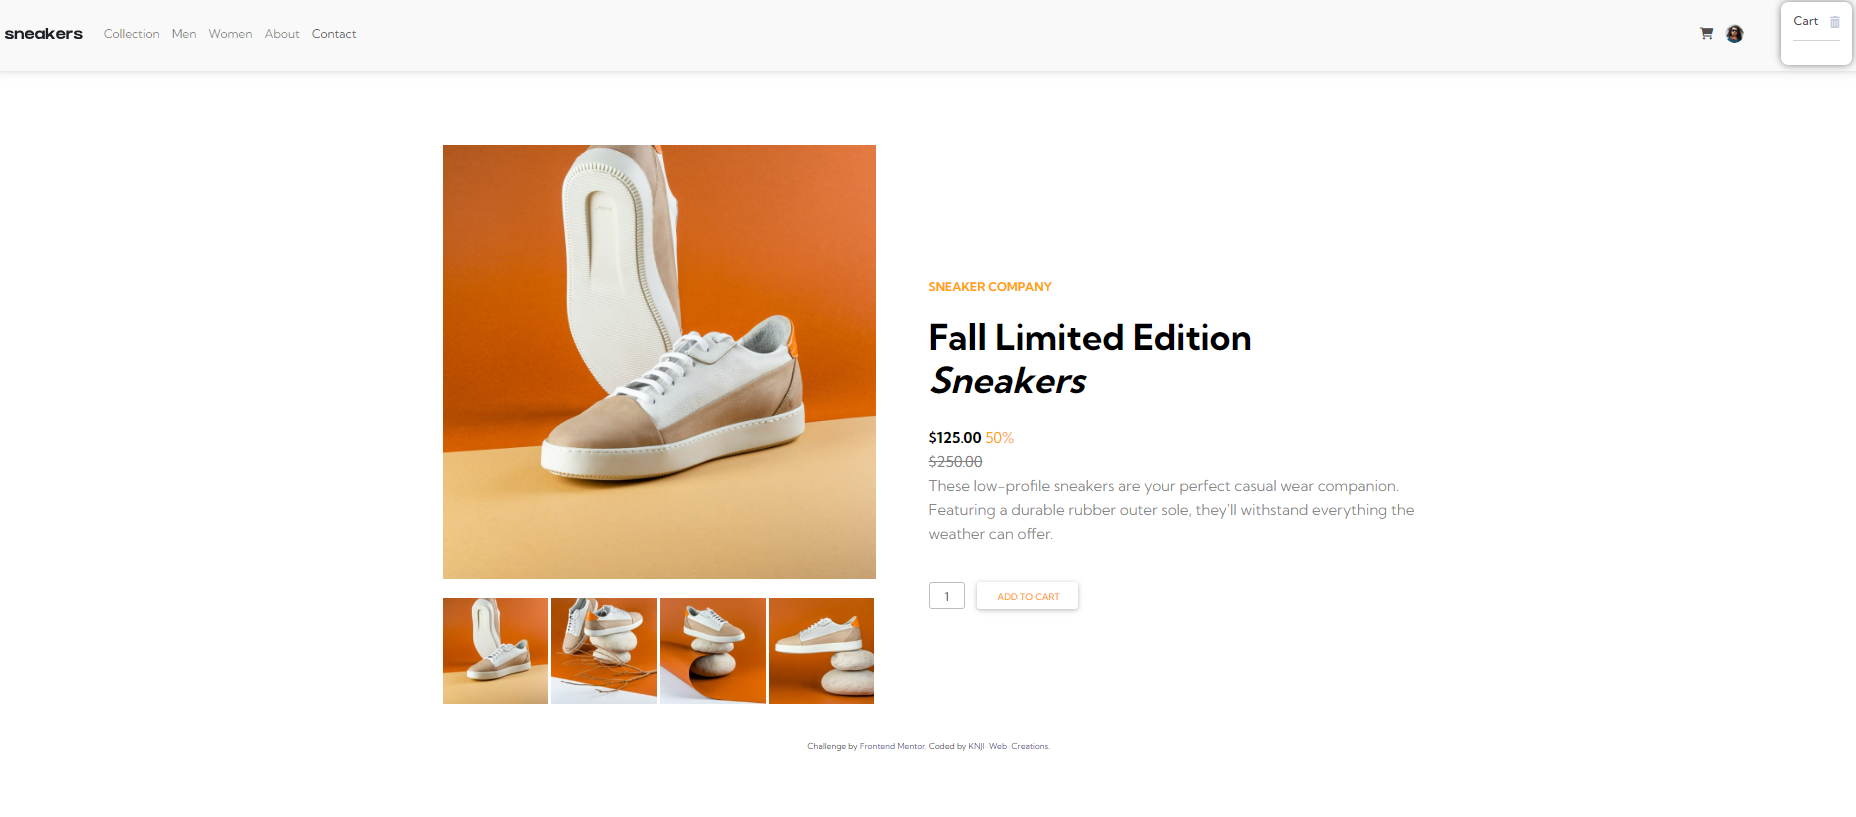 sneakers
Collection Men Women About Contact
Cart
SNEAKER COMPANY
Fall Limited Edition
Sneakers
$125.00 50%
$250.00
These low-profile sneakers are your perfect casual wear companion.
Featuring a durable rubber outer sole, they'll withstand everything the
weather can offer.
1 ADD TO CART
Challenge by Frontend Mentor. Coded by KNJI-Web-Creations.